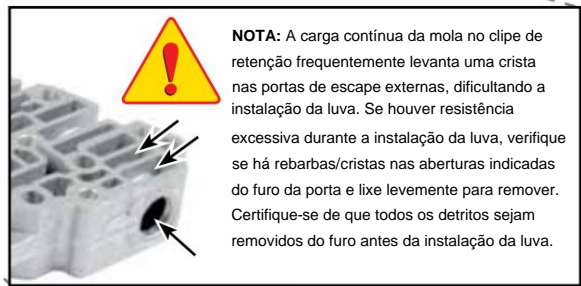 NOTA: A carga contínua da mola no clipe de
retenção frequentemente levanta uma crista
nas portas de escape externas, dificultando a
instalação da luva. Se houver resistência
excessiva durante a instalação da luva, verifique
se há rebarbas/cristas nas aberturas indicadas
do furo da porta e lixe levemente para remover.
Certifique-se de que todos os detritos sejam
removidos do furo antes da instalação da luva.